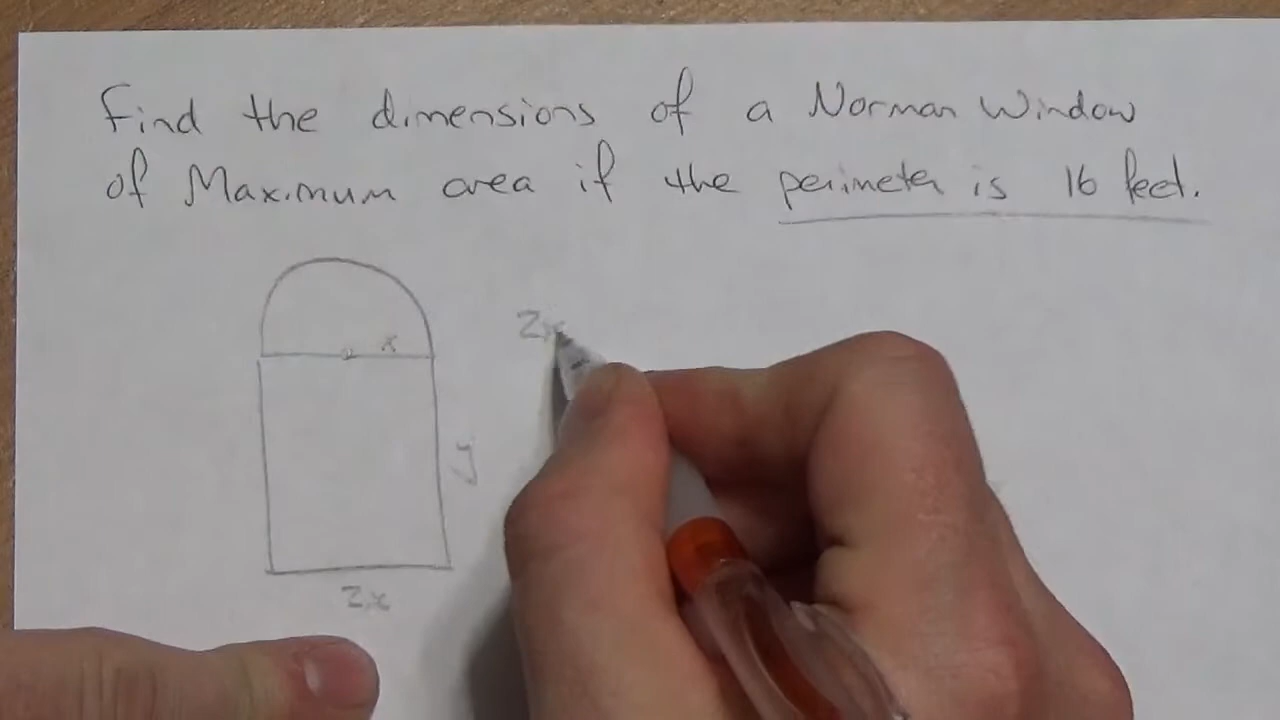 Find the dimensions of a Norman Window
of Maximum area if the perimeter is 16 feet.
x
2x
y
2x